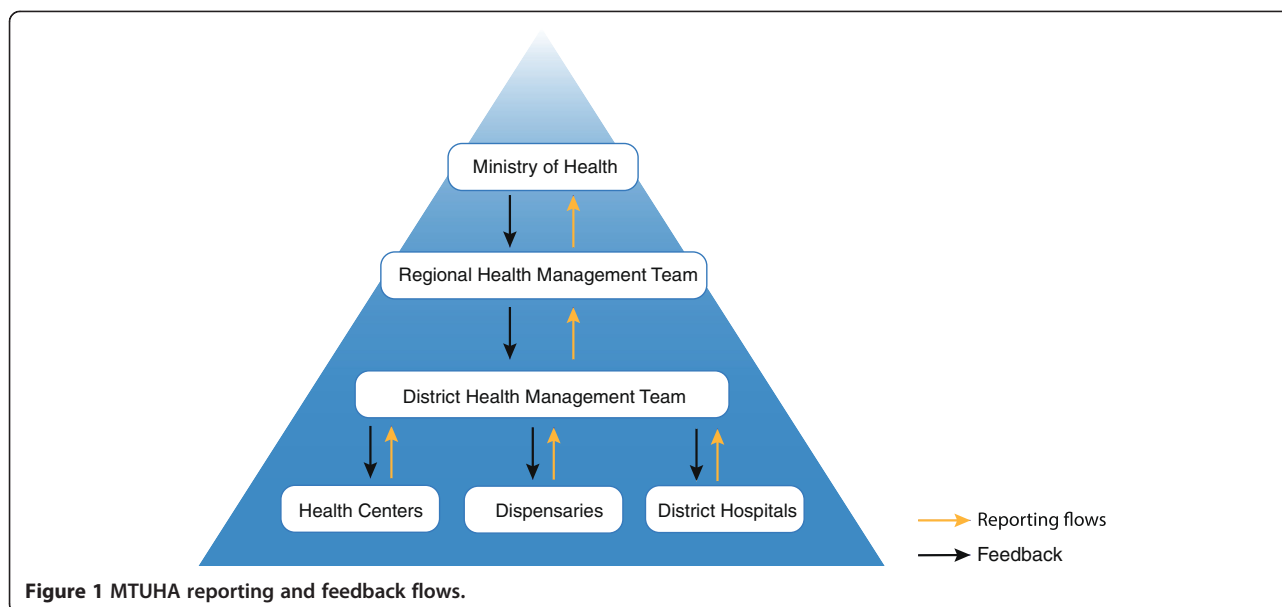 Ministry of Health
Regional Health Management Team
District Health Management Team
Health Centers
Dispensaries
District Hospitals
Reporting flows
Feedback
Figure 1 MTUHA reporting and feedback flows.